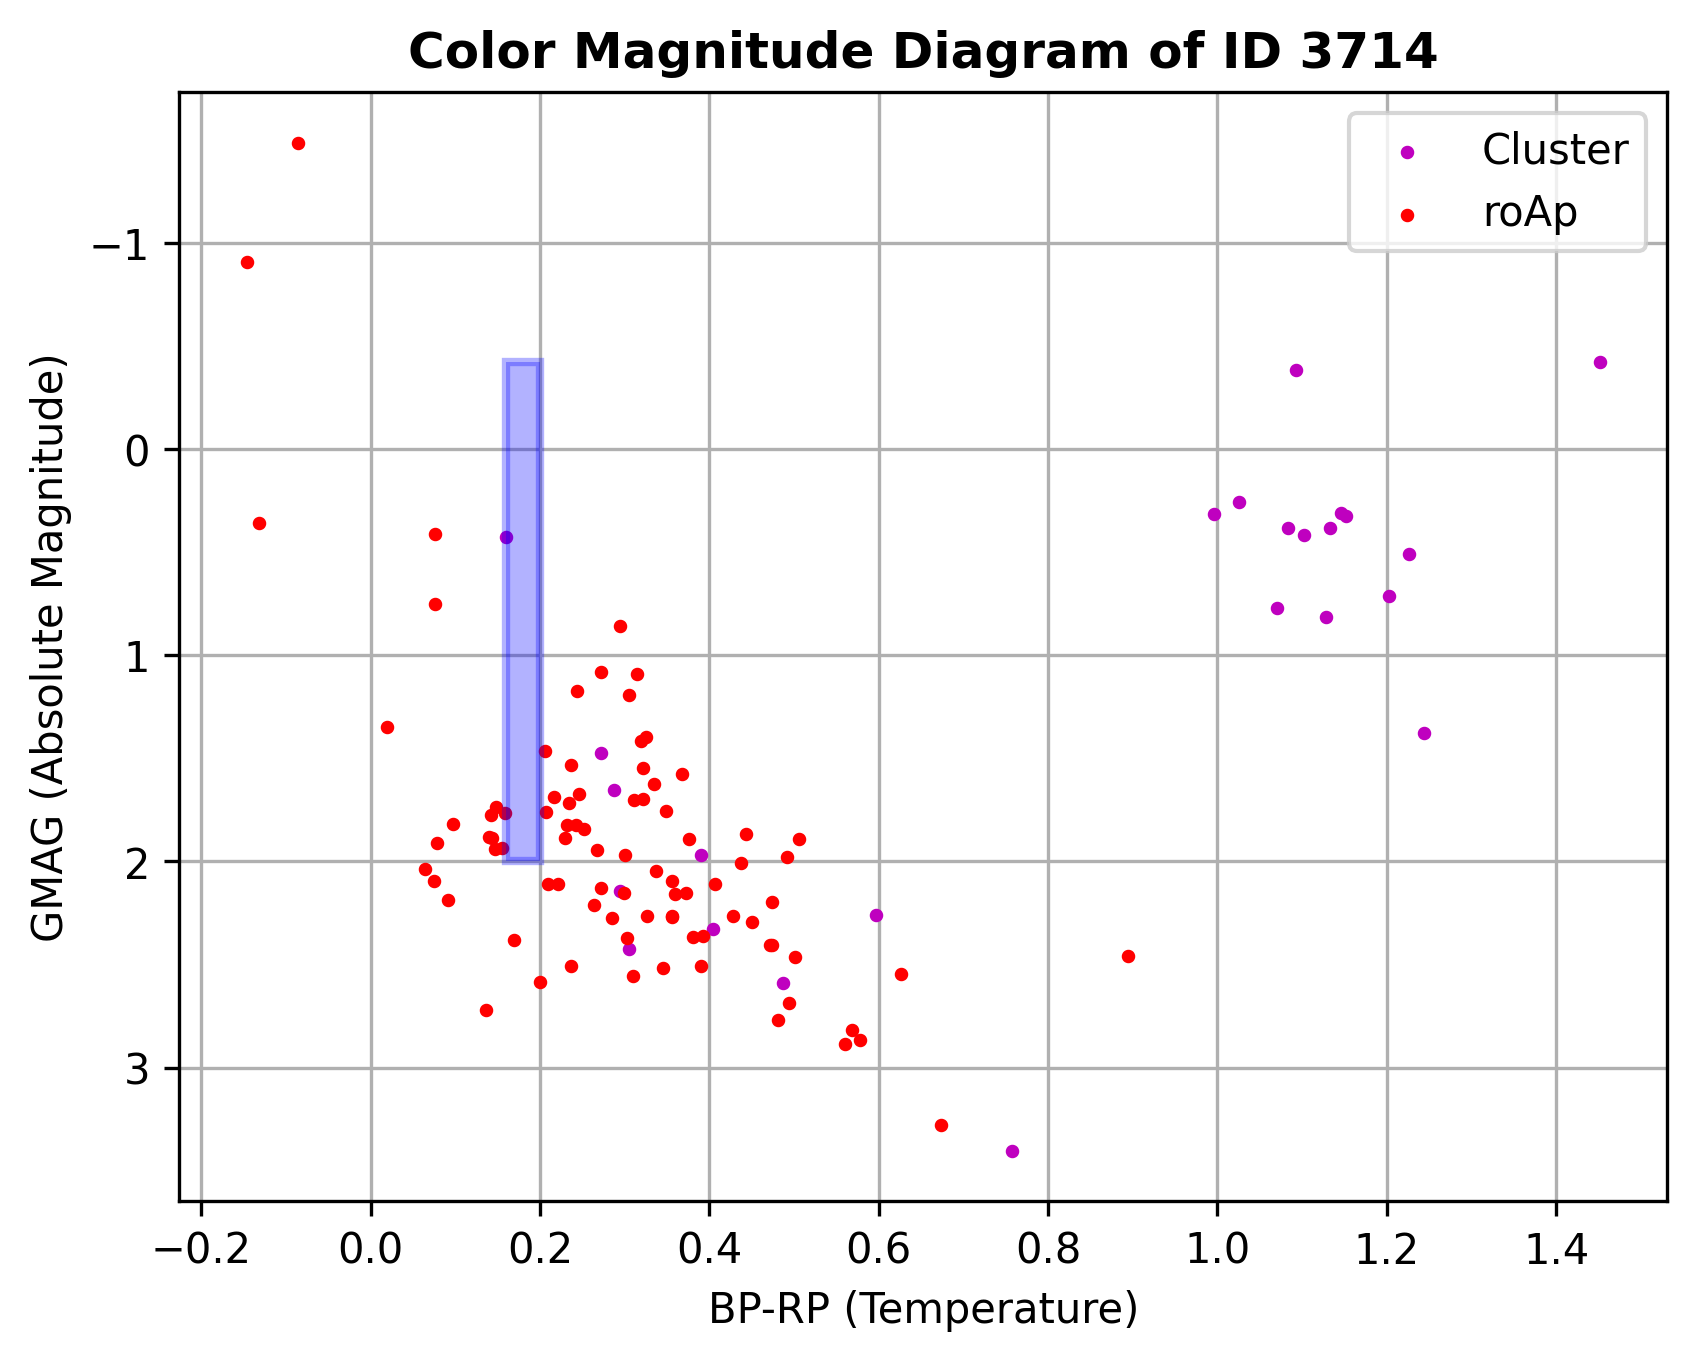 Color Magnitude Diagram of ID 3714
Cluster
roAp
GMAG (Absolute Magnitude)
−1
0
1
2
3
−0.2 0.0 0.2 0.4 0.6 0.8 1.0 1.2 1.4
BP-RP (Temperature)